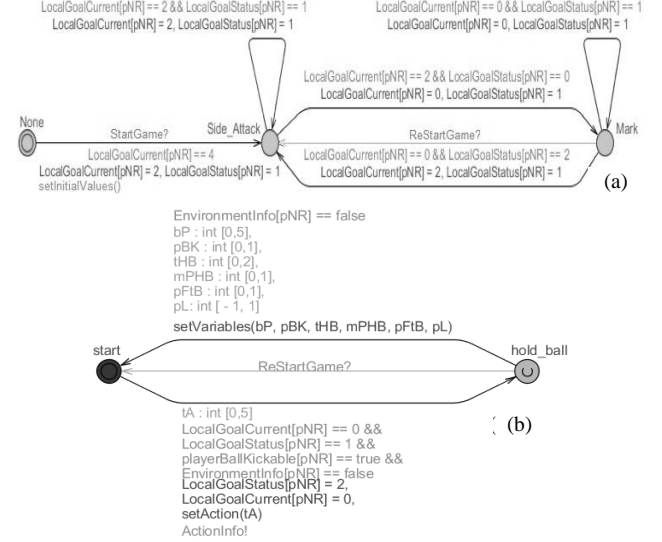 LocalGoalCurrent[pNR] == 2 && LocalGoalStatus[pNR] == 1
LocalGoalCurrent[pNR] = 2, LocalGoalStatus[pNR] = 1
LocalGoalCurrent[pNR] == 0 && LocalGoalStatus[pNR] == 1
LocalGoalCurrent[pNR] = 0, LocalGoalStatus[pNR] = 1
LocalGoalCurrent[pNR] == 2 && LocalGoalStatus[pNR] == 0
LocalGoalCurrent[pNR] = 0, LocalGoalStatus[pNR] = 1
None
StartGame?
Side_Attack
ReStartGame?
Mark
LocalGoalCurrent[pNR] == 4
LocalGoalCurrent[pNR] = 2, LocalGoalStatus[pNR] = 1
setInitialValues()
LocalGoalCurrent[pNR] == 0 && LocalGoalStatus[pNR] == 2
LocalGoalCurrent[pNR] = 2, LocalGoalStatus[pNR] = 1
(a)
EnvironmentInfo[pNR] == false
bP : int [0,5],
pBK : int [0,1],
tHB : int [0,2],
mPHB : int [0,1],
pFtB : int [0,1],
pL: int [ - 1, 1]
setVariables(bP, pBK, tHB, mPHB, pFtB, pL)
start
hold_ball
ReStartGame?
tA : int [0,5]
LocalGoalCurrent[pNR] == 0 &&
LocalGoalStatus[pNR] == 1 &&
playerBallKickable[pNR] == true &&
EnvironmentInfo[pNR] == false
LocalGoalStatus[pNR] = 2,
LocalGoalCurrent[pNR] = 0,
setAction(tA)
ActionInfo!
(b)